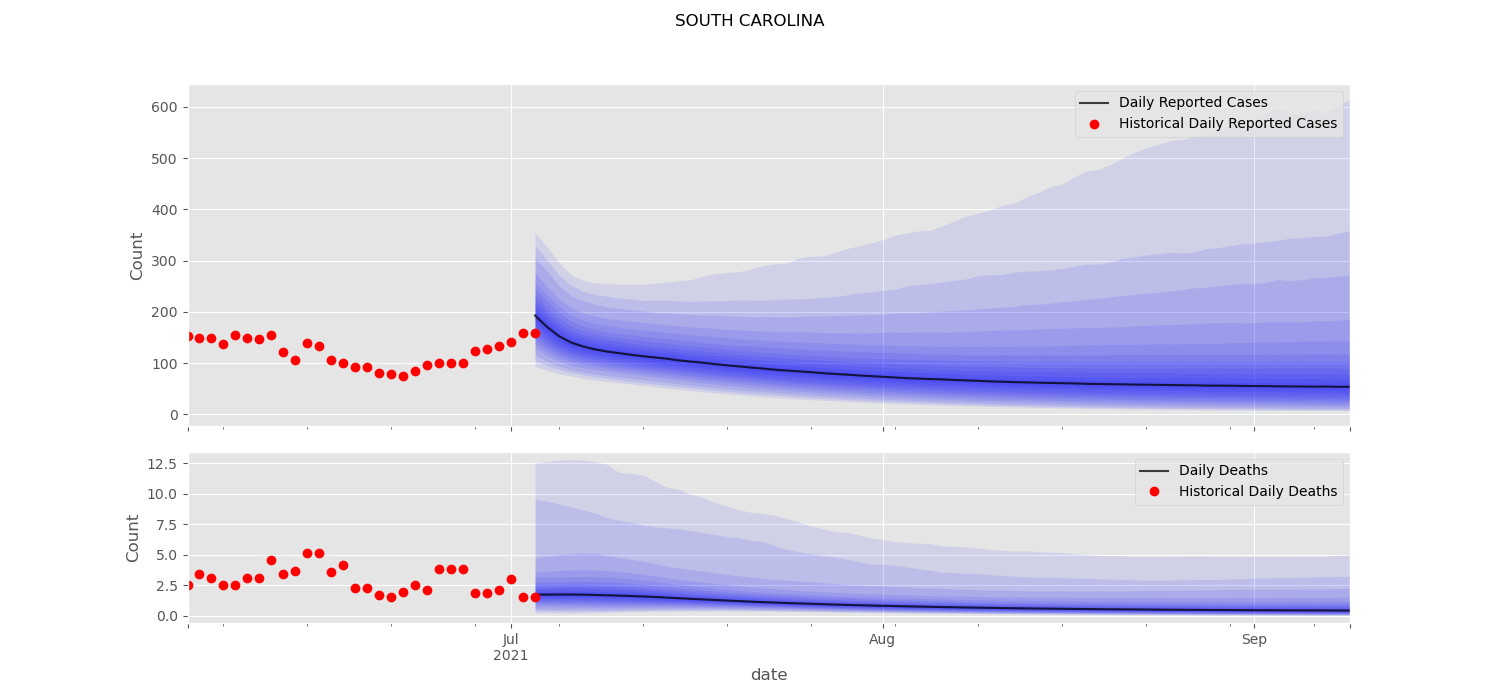 SOUTH CAROLINA
600
500
400
300
200
100
0
Count
Daily Reported Cases
Historical Daily Reported Cases
12.5
10.0
7.5
5.0
2.5
0.0
Count
Daily Deaths
Historical Daily Deaths
Jul
2021
Aug
Sep
date